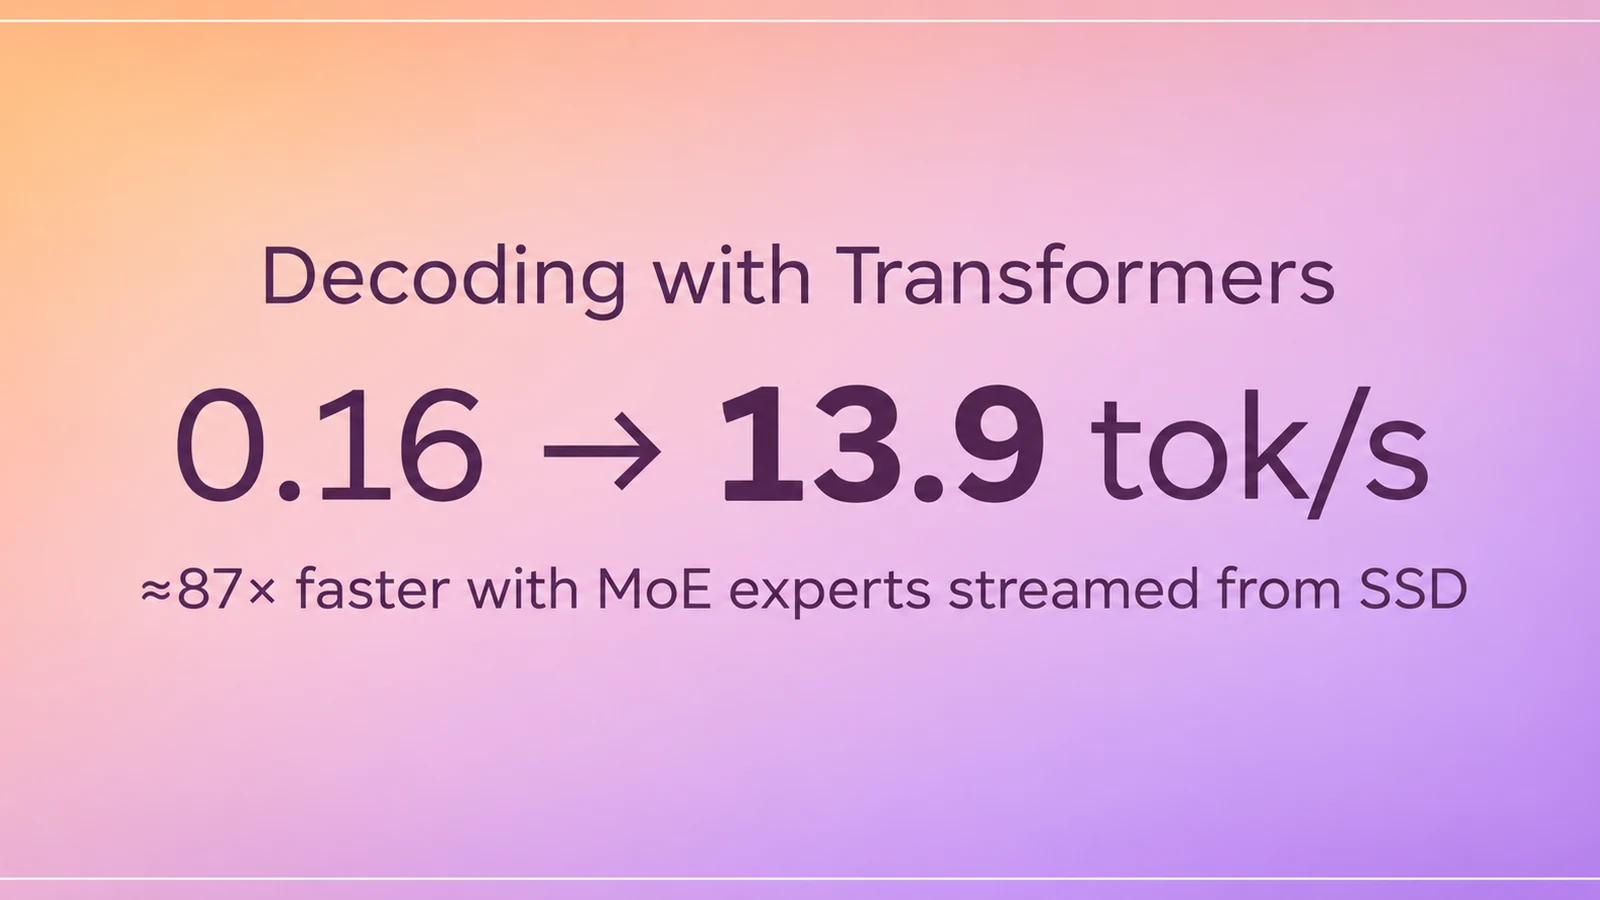 Decoding with Transformers
0.16 → 13.9 tok/s
≈87× faster with MoE experts streamed from SSD